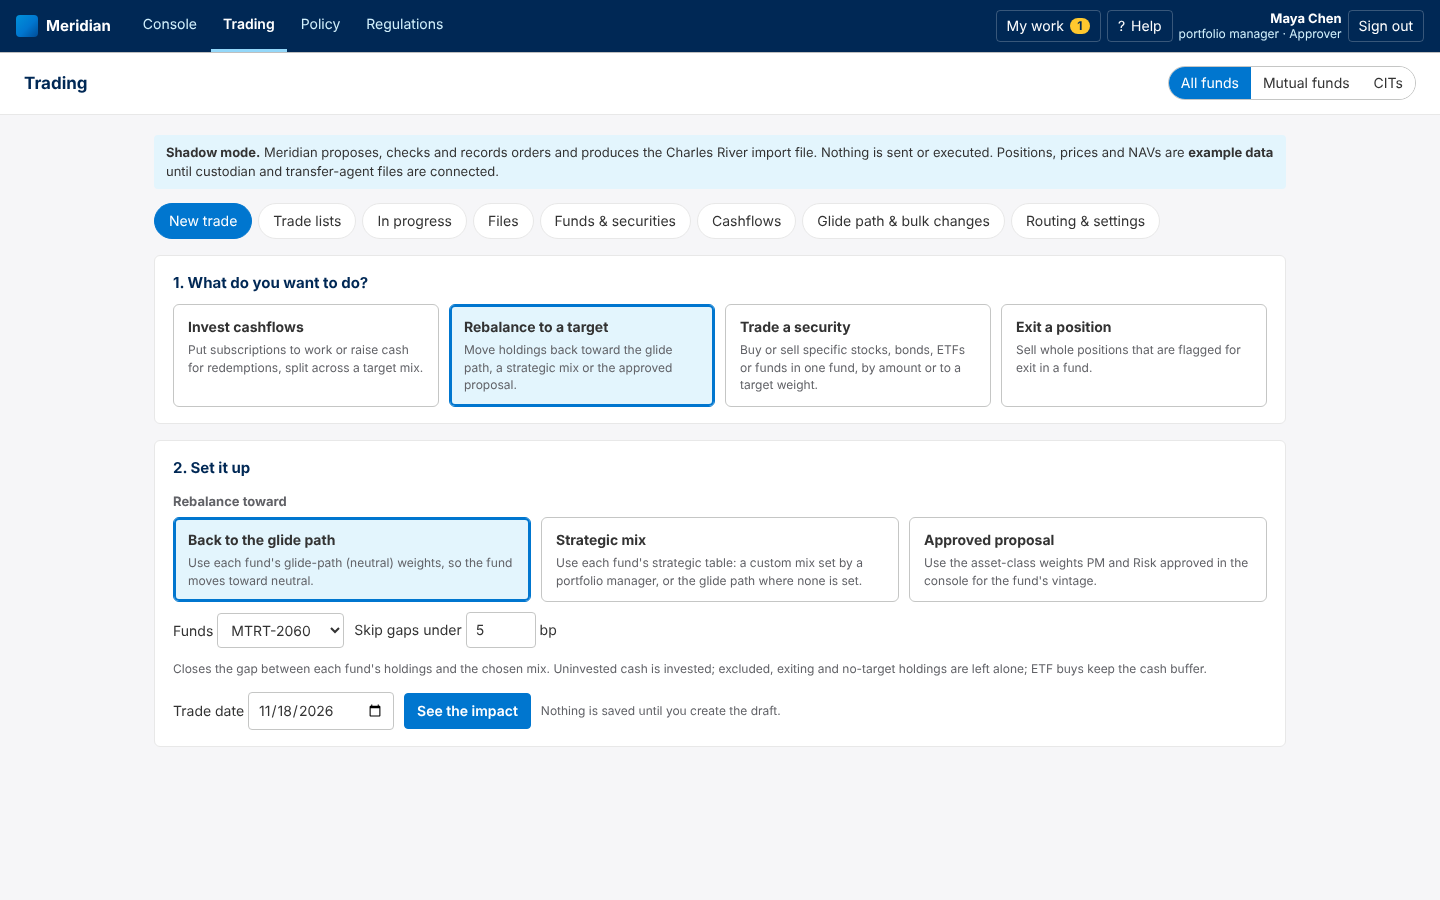 Meridian
Console
Trading
Policy
Regulations
My work 1
? Help
Maya Chen
portfolio manager · Approver
Sign out
Trading
All funds
Mutual funds
CITs
Shadow mode. Meridian proposes, checks and records orders and produces the Charles River import file. Nothing is sent or executed. Positions, prices and NAVs are example data
until custodian and transfer-agent files are connected.
New trade
Trade lists
In progress
Files
Funds & securities
Cashflows
Glide path & bulk changes
Routing & settings
1. What do you want to do?
Invest cashflows
Put subscriptions to work or raise cash
for redemptions, split across a target mix.
Rebalance to a target
Move holdings back toward the glide
path, a strategic mix or the approved
proposal.
Trade a security
Buy or sell specific stocks, bonds, ETFs
or funds in one fund, by amount or to a
target weight.
Exit a position
Sell whole positions that are flagged for
exit in a fund.
2. Set it up
Rebalance toward
Back to the glide path
Use each fund's glide-path (neutral) weights, so the fund
moves toward neutral.
Strategic mix
Use each fund's strategic table: a custom mix set by a
portfolio manager, or the glide path where none is set.
Approved proposal
Use the asset-class weights PM and Risk approved in the
console for the fund's vintage.
Funds MTRT-2060 Skip gaps under 5 bp
Closes the gap between each fund's holdings and the chosen mix. Uninvested cash is invested; excluded, exiting and no-target holdings are left alone; ETF buys keep the cash buffer.
Trade date 11/18/2026 See the impact Nothing is saved until you create the draft.